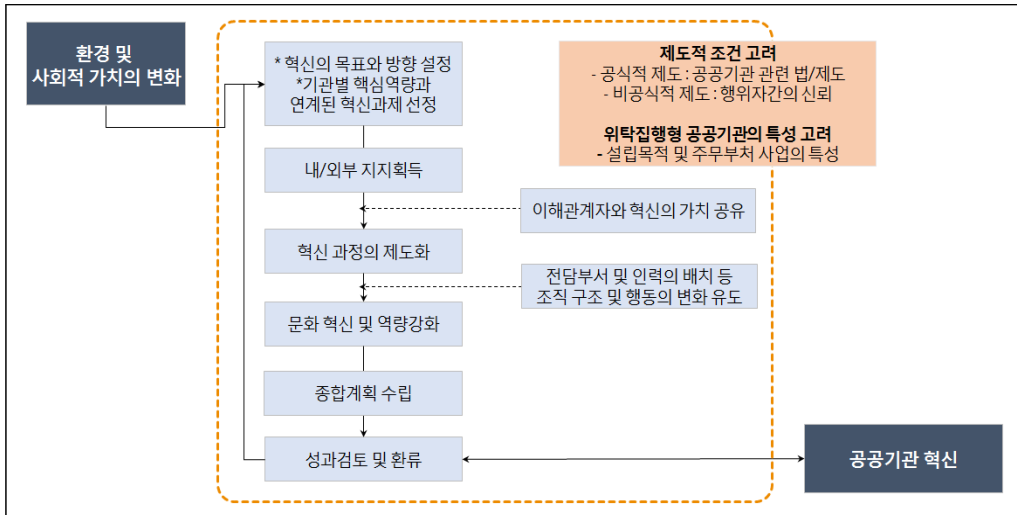 환경 및
사회적 가치의 변화
* 혁신의 목표와 방향 설정
*기관별 핵심역량과
연계된 혁신과제 선정
제도적 조건 고려
- 공식적 제도 : 공공기관 관련 법/제도
- 비공식적 제도 : 행위자간의 신뢰
위탁집행형 공공기관의 특성 고려
- 설립목적 및 주무부처 사업의 특성
내/외부 지지획득
이해관계자와 혁신의 가치 공유
혁신 과정의 제도화
전담부서 및 인력의 배치 등
조직 구조 및 행동의 변화 유도
문화 혁신 및 역량강화
종합계획 수립
성과검토 및 환류
공공기관 혁신